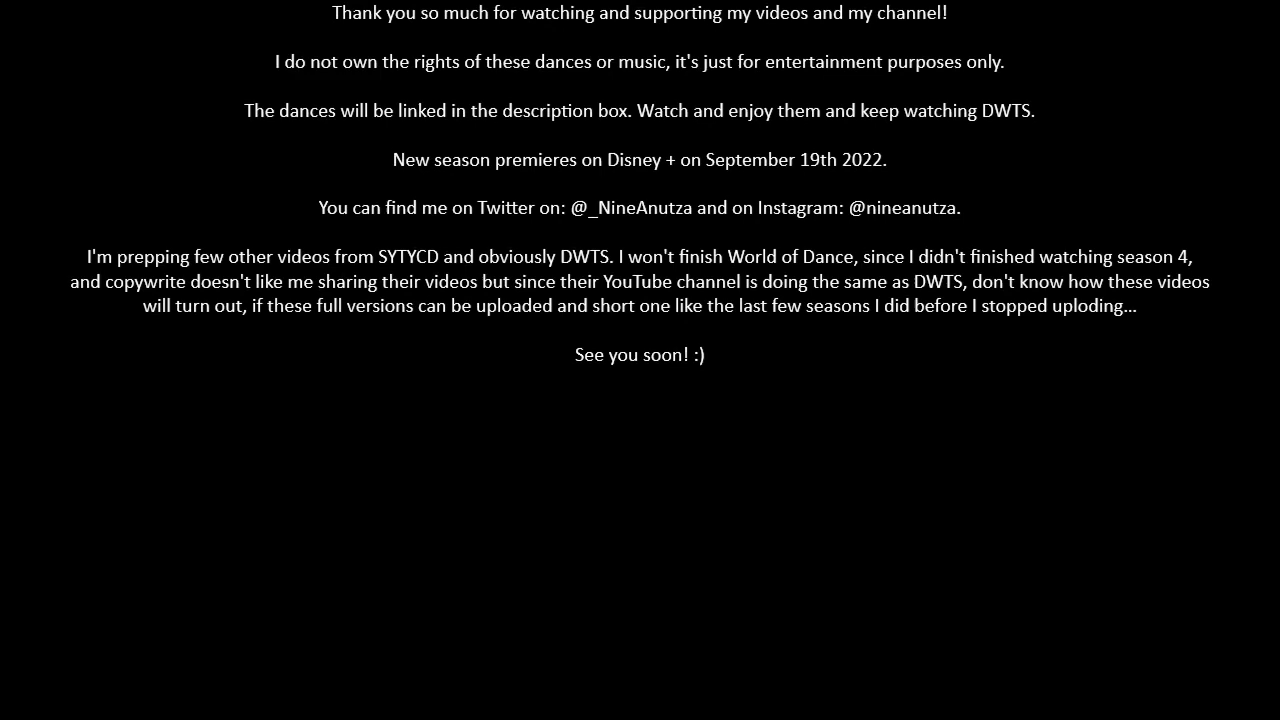 Thank you so much for watching and supporting my videos and my channel!
I do not own the rights of these dances or music, it's just for entertainment purposes only.
The dances will be linked in the description box. Watch and enjoy them and keep watching DWTS.
New season premieres on Disney + on September 19th 2022.
You can find me on Twitter on: @_NineAnutza and on Instagram: @nineanutza.
I'm prepping few other videos from SYTYCD and obviously DWTS. I won't finish World of Dance, since I didn't finished watching season 4,
and copywrite doesn't like me sharing their videos but since their YouTube channel is doing the same as DWTS, don't know how these videos
will turn out, if these full versions can be uploaded and short one like the last few seasons I did before I stopped uploding...
See you soon! :)